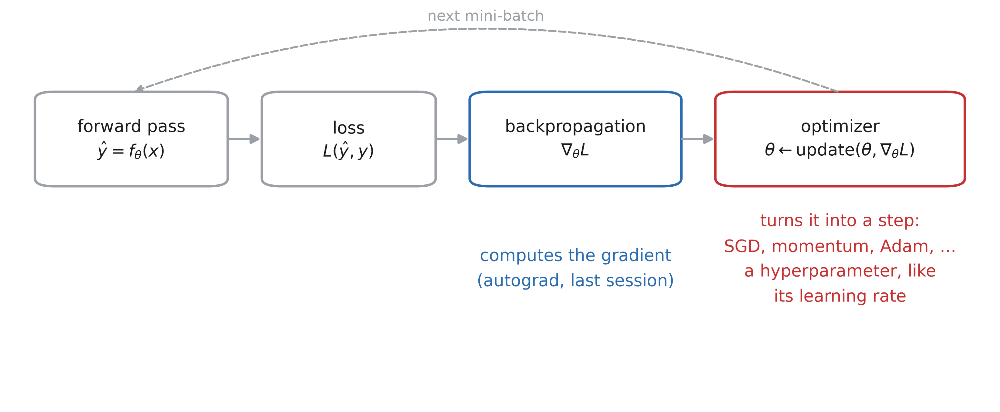 next mini-batch
forward pass
ŷ = f_θ(x)
loss
L(ŷ, y)
backpropagation
∇_θL
optimizer
θ ← update(θ, ∇_θL)
computes the gradient
(autograd, last session)
turns it into a step:
SGD, momentum, Adam, ...
a hyperparameter, like
its learning rate